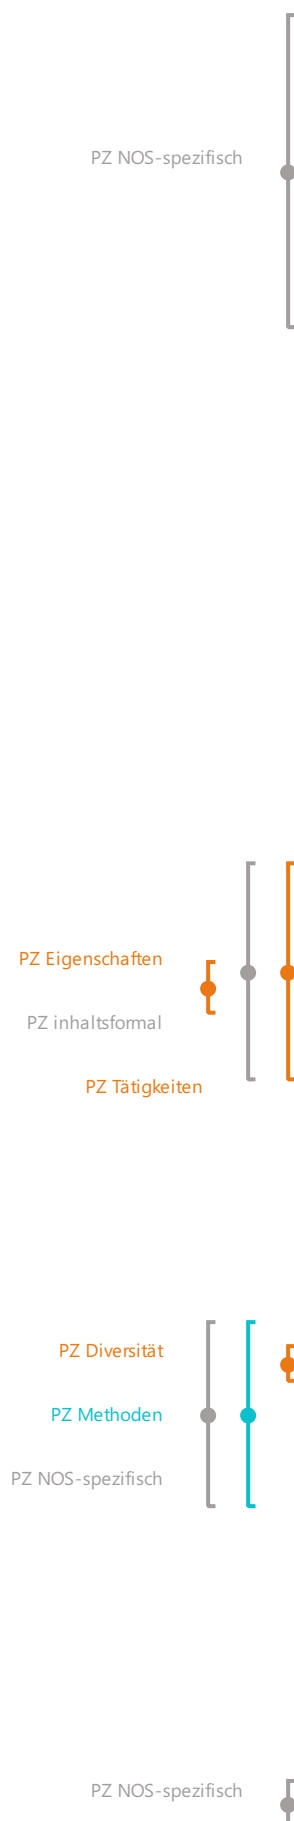 PZ NOS-spezifisch
PZ Eigenschaften
PZ inhaltsformal
PZ Tätigkeiten
PZ Diversität
PZ Methoden
PZ NOS-spezifisch
PZ NOS-spezifisch